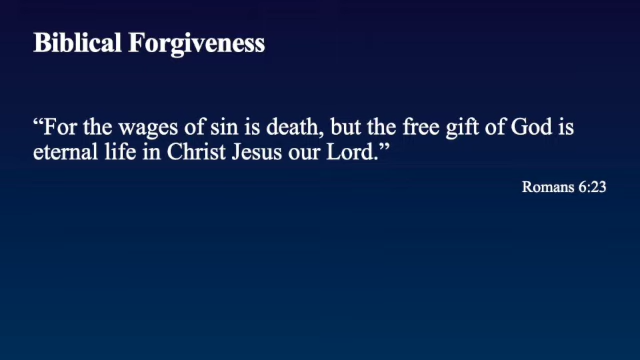 Biblical Forgiveness
“For the wages of sin is death, but the free gift of God is
eternal life in Christ Jesus our Lord.”
Romans 6:23